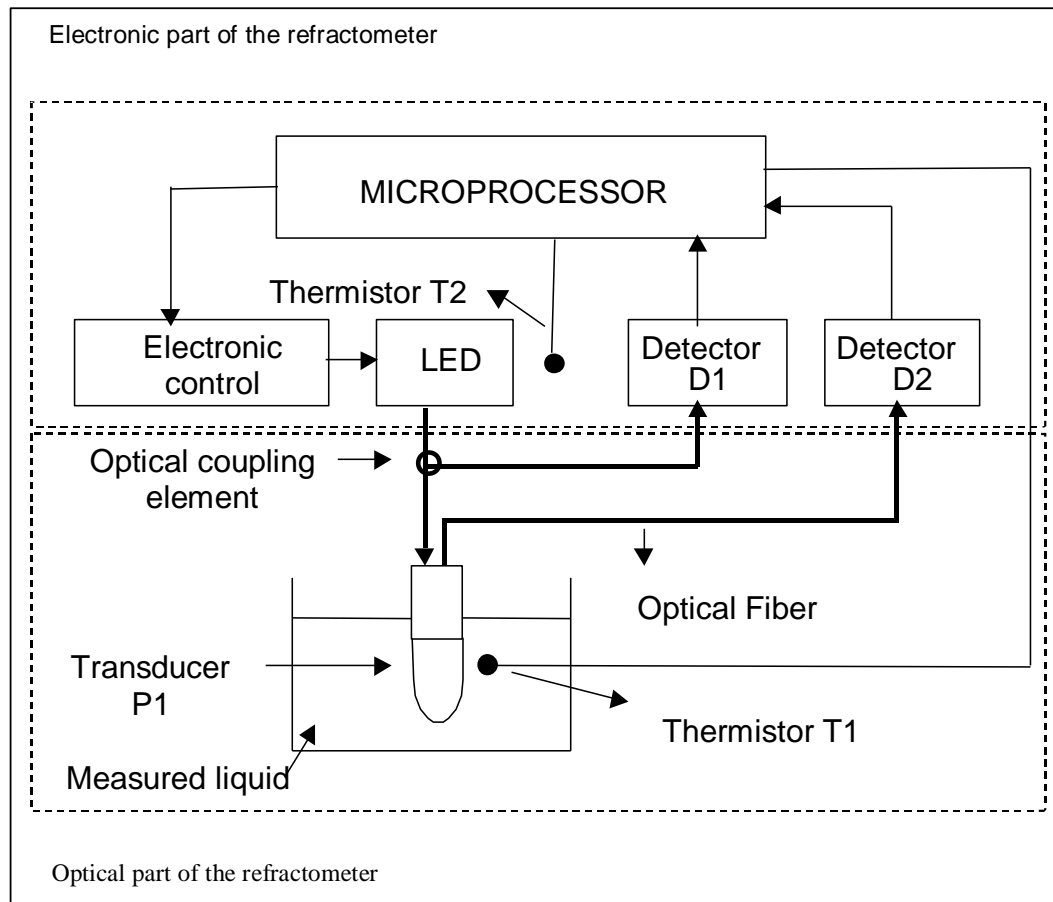 Electronic part of the refractometer
MICROPROCESSOR
Thermistor T2
Electronic
control
LED
Detector
D1
Detector
D2
Optical coupling
element
Optical Fiber
Transducer
P1
Thermistor T1
Measured liquid
Optical part of the refractometer